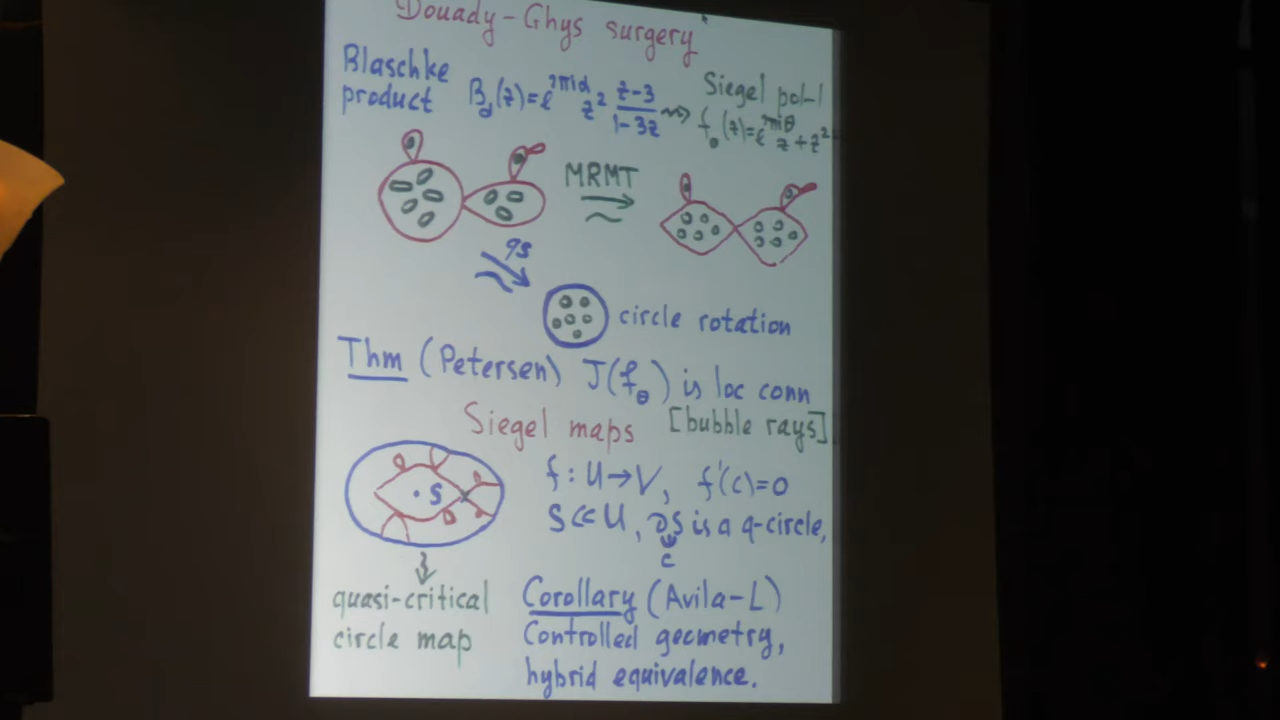 Douady-Ghys surgery
Blaschke product B_α(z)=e^{2πiα} z² (z-3)/(1-3z) ⇝ Siegel pol-l f_θ(z)=e^{2πiθ} z+z²
MRMT
qs
circle rotation
Thm (Petersen) J(f_θ) is loc conn
[bubble rays]
Siegel maps
S
f: U→V, f'(c)=0
S⋐U, ∂S is a q-circle,
c
quasi-critical
circle map
Corollary (Avila-L)
Controlled geometry,
hybrid equivalence.